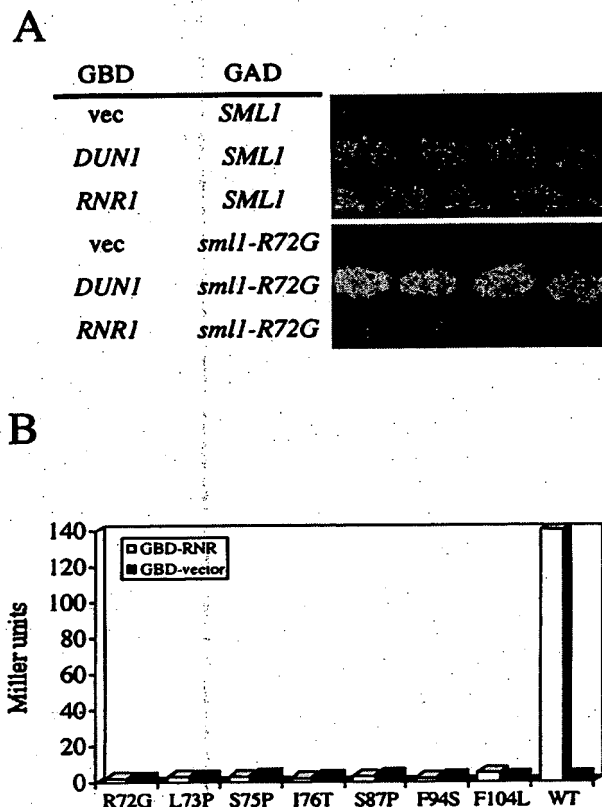 A
GBD GAD
vec SML1
DUN1 SML1
RNR1 SML1
vec sml1-R72G
DUN1 sml1-R72G
RNR1 sml1-R72G
B
Miller units
140
120
100
80
60
40
20
0
GBD-RNR
GBD-vector
R72G L73P S75P I76T S87P F94S F104L WT